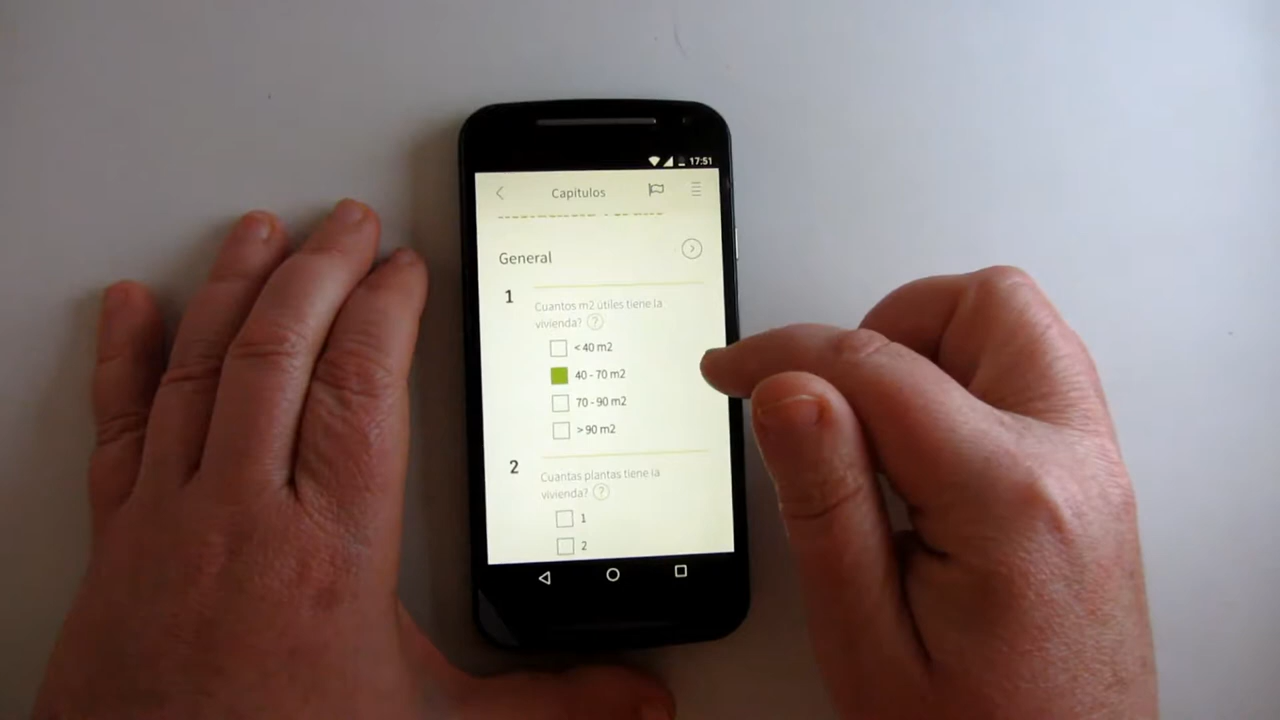 17:51
Capítulos
General
1
Cuantos m2 útiles tiene la
vivienda? ?
< 40 m2
40 - 70 m2
70 - 90 m2
> 90 m2
2
Cuantas plantas tiene la
vivienda? ?
1
2